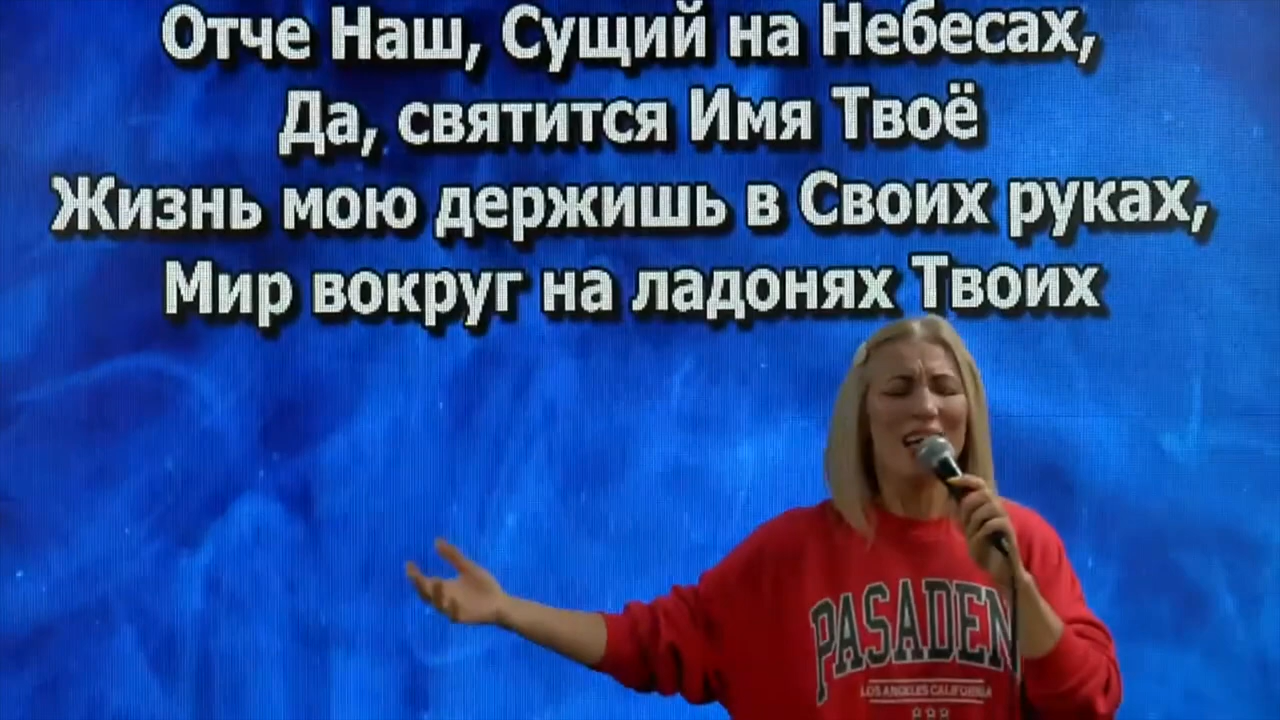 Отче Наш, Сущий на Небесах,
Да, святится Имя Твоё
Жизнь мою держишь в Своих руках,
Мир вокруг на ладонях Твоих
PASADEN
LOS ANGELES CALIFORNIA